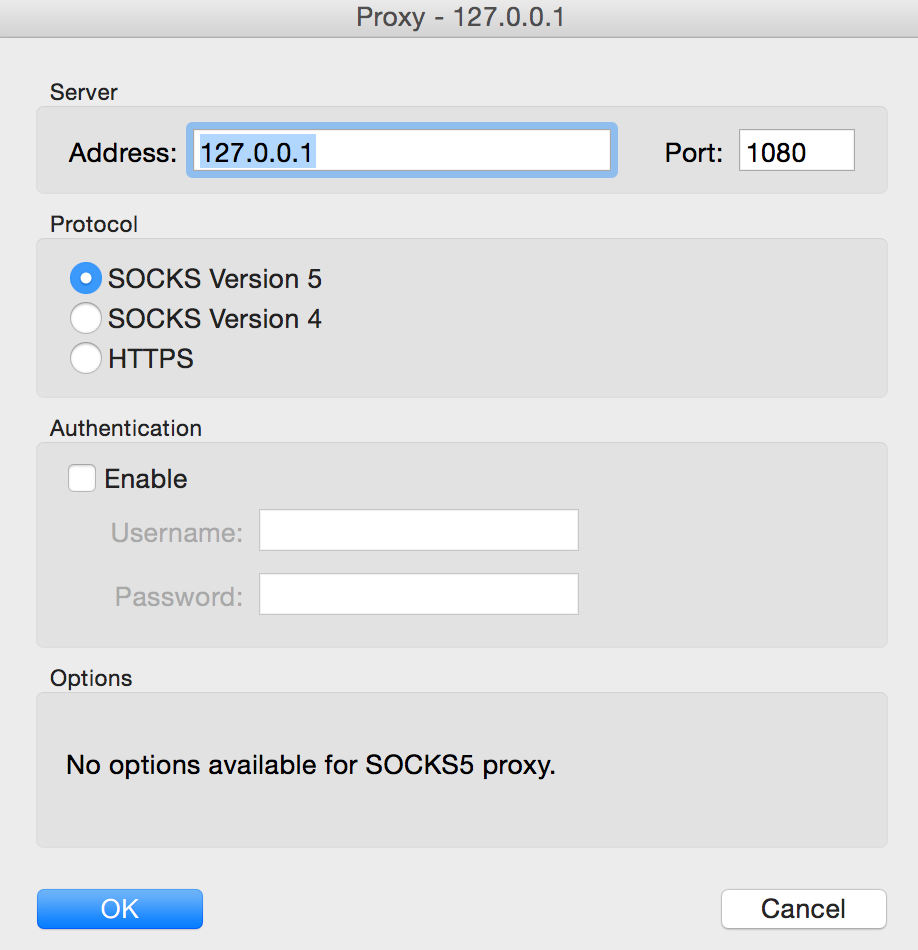 Proxy - 127.0.0.1
Server
Address: 127.0.0.1 Port: 1080
Protocol
SOCKS Version 5
SOCKS Version 4
HTTPS
Authentication
Enable
Username:
Password:
Options
No options available for SOCKS5 proxy.
OK Cancel